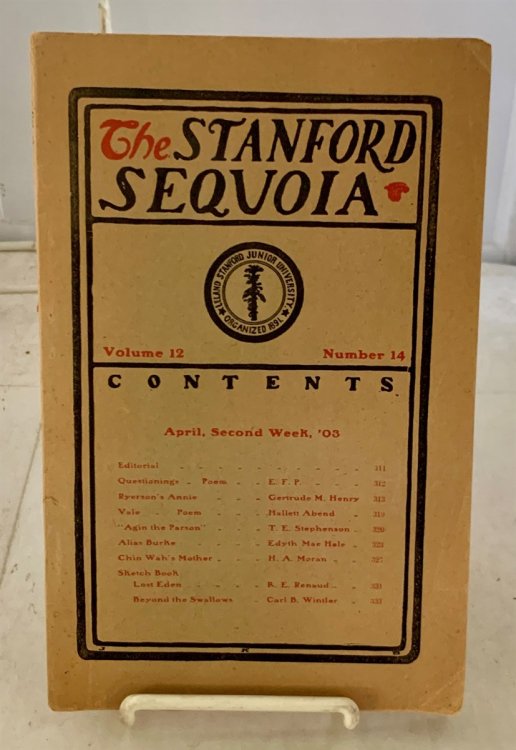 The STANFORD
SEQUOIA
LELAND STANFORD JUNIOR UNIVERSITY
ORGANIZED 1891
Volume 12 Number 14
CONTENTS
April, Second Week, '03
Editorial 311
Questionings Poem E. F. P. 312
Ryerson's Annie Gertrude M. Henry 313
Vale Poem Hallett Abend 319
"Agin the Parson" T. E. Stephenson 320
Alias Burke Edyth Mae Hale 323
Chin Wah's Mother H. A. Moran 327
Sketch Book
Lost Eden R. E. Renaud 331
Beyond the Swallows Carl B. Wintler 333
J R B